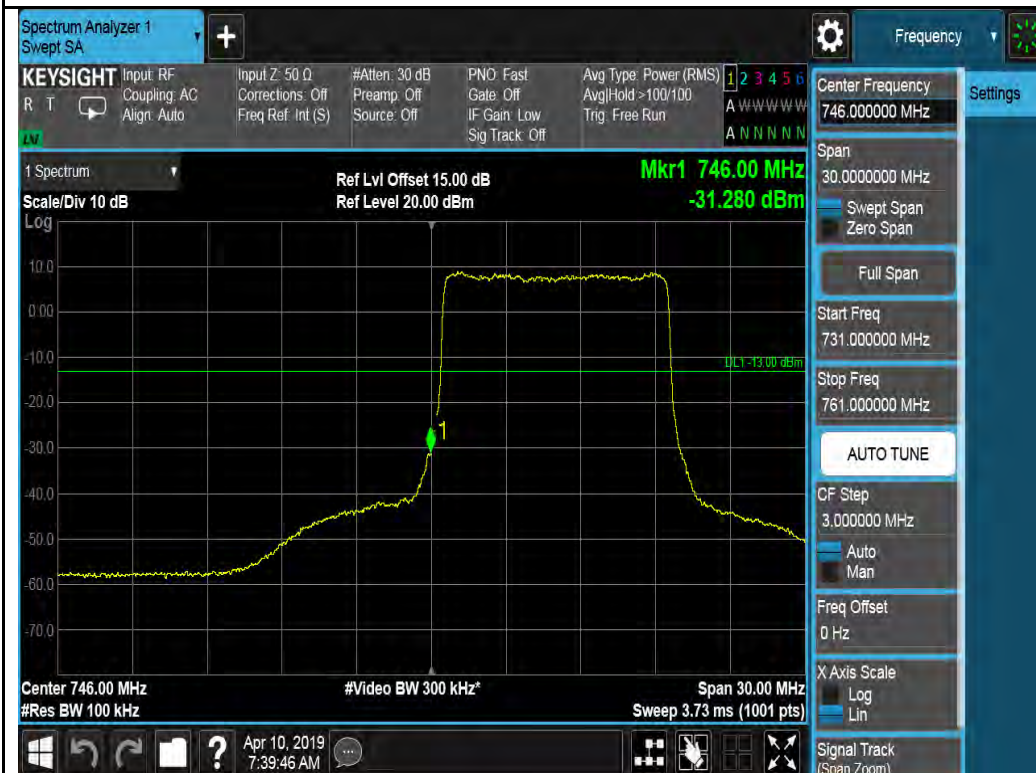 Spectrum Analyzer 1
Swept SA
+
Frequency
KEYSIGHT
R T
LV
Input: RF
Coupling: AC
Align: Auto
Input Z: 50 Ω
Corrections: Off
Freq Ref: Int (S)
#Atten: 30 dB
Preamp: Off
Source: Off
PNO: Fast
Gate: Off
IF Gain: Low
Sig Track: Off
Avg Type: Power (RMS)
Avg|Hold >100/100
Trig: Free Run
1 2 3 4 5 6
A W W W W W
A N N N N N
1 Spectrum
Scale/Div 10 dB
Log
Ref Lvl Offset 15.00 dB
Ref Level 20.00 dBm
Mkr1 746.00 MHz
-31.280 dBm
10.0
0.00
-10.0
-20.0
-30.0
-40.0
-50.0
-60.0
-70.0
DL1 -13.00 dBm
1
Center 746.00 MHz
#Res BW 100 kHz
#Video BW 300 kHz*
Span 30.00 MHz
Sweep 3.73 ms (1001 pts)
Center Frequency
746.000000 MHz
Settings
Span
30.0000000 MHz
Swept Span
Zero Span
Full Span
Start Freq
731.000000 MHz
Stop Freq
761.000000 MHz
AUTO TUNE
CF Step
3.000000 MHz
Auto
Man
Freq Offset
0 Hz
X Axis Scale
Log
Lin
Signal Track
(Span Zoom)
?
Apr 10, 2019
7:39:46 AM